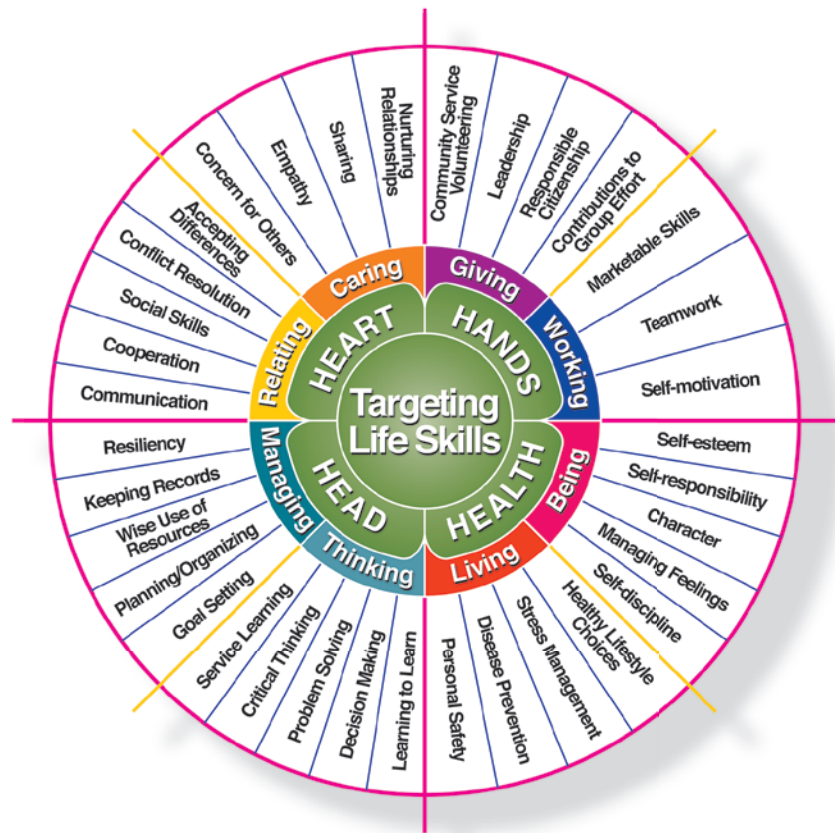 Targeting
Life Skills
HEART
HANDS
HEALTH
HEAD
Caring
Giving
Working
Being
Living
Thinking
Managing
Relating
Nurturing
Relationships
Sharing
Empathy
Concern for Others
Community Service
Volunteering
Leadership
Responsible
Citizenship
Contributions to
Group Effort
Marketable Skills
Teamwork
Self-motivation
Self-esteem
Self-responsibility
Character
Managing Feelings
Self-discipline
Healthy Lifestyle
Choices
Stress Management
Disease Prevention
Personal Safety
Learning to Learn
Decision Making
Problem Solving
Critical Thinking
Service Learning
Goal Setting
Planning/Organizing
Wise Use of
Resources
Keeping Records
Resiliency
Communication
Cooperation
Social Skills
Conflict Resolution
Accepting
Differences